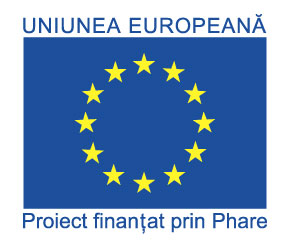 UNIUNEA EUROPEANĂ
Proiect finanțat prin Phare